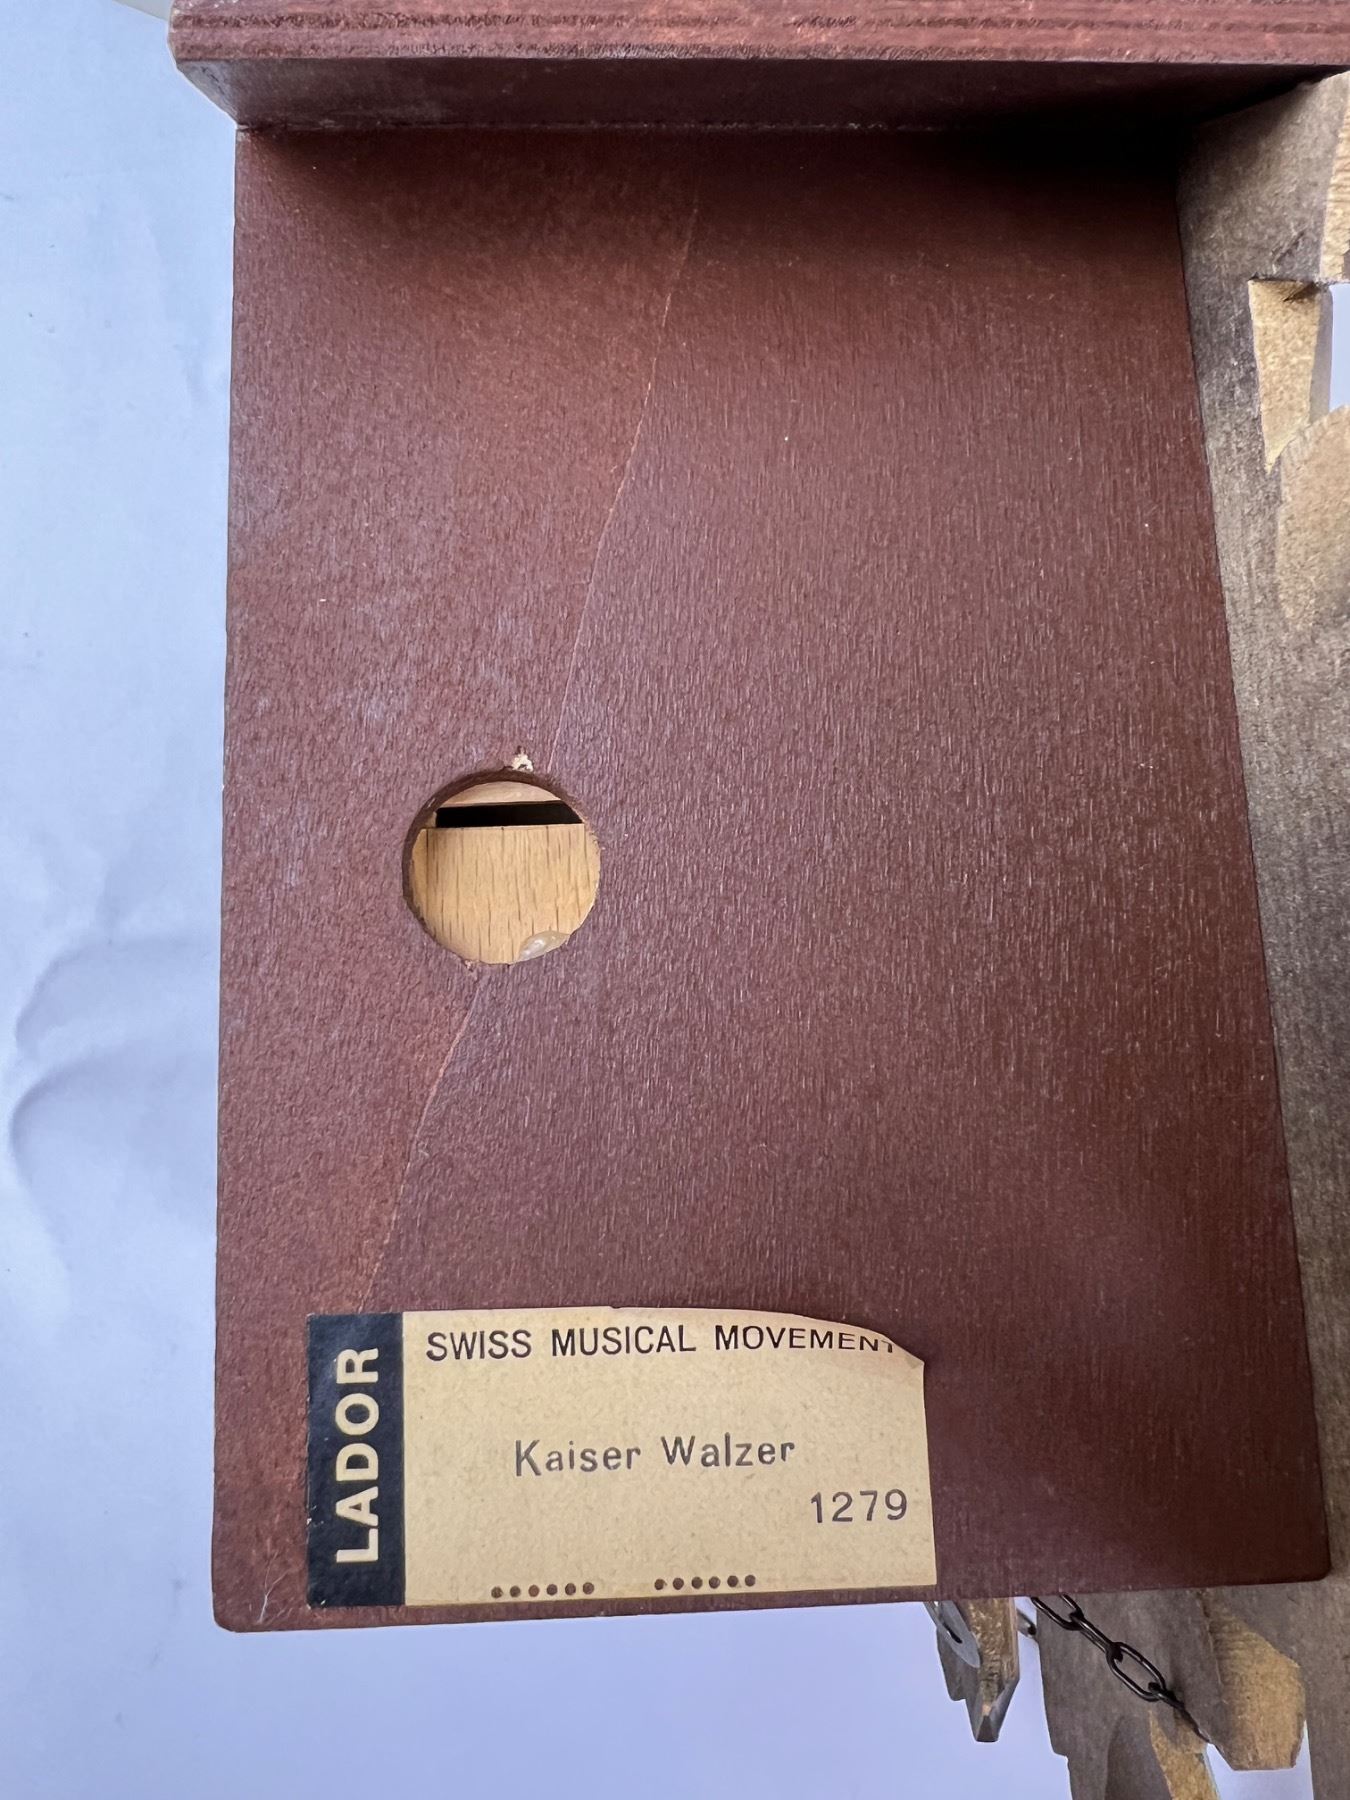 LADOR
SWISS MUSICAL MOVEMENT
Kaiser Walzer
1279